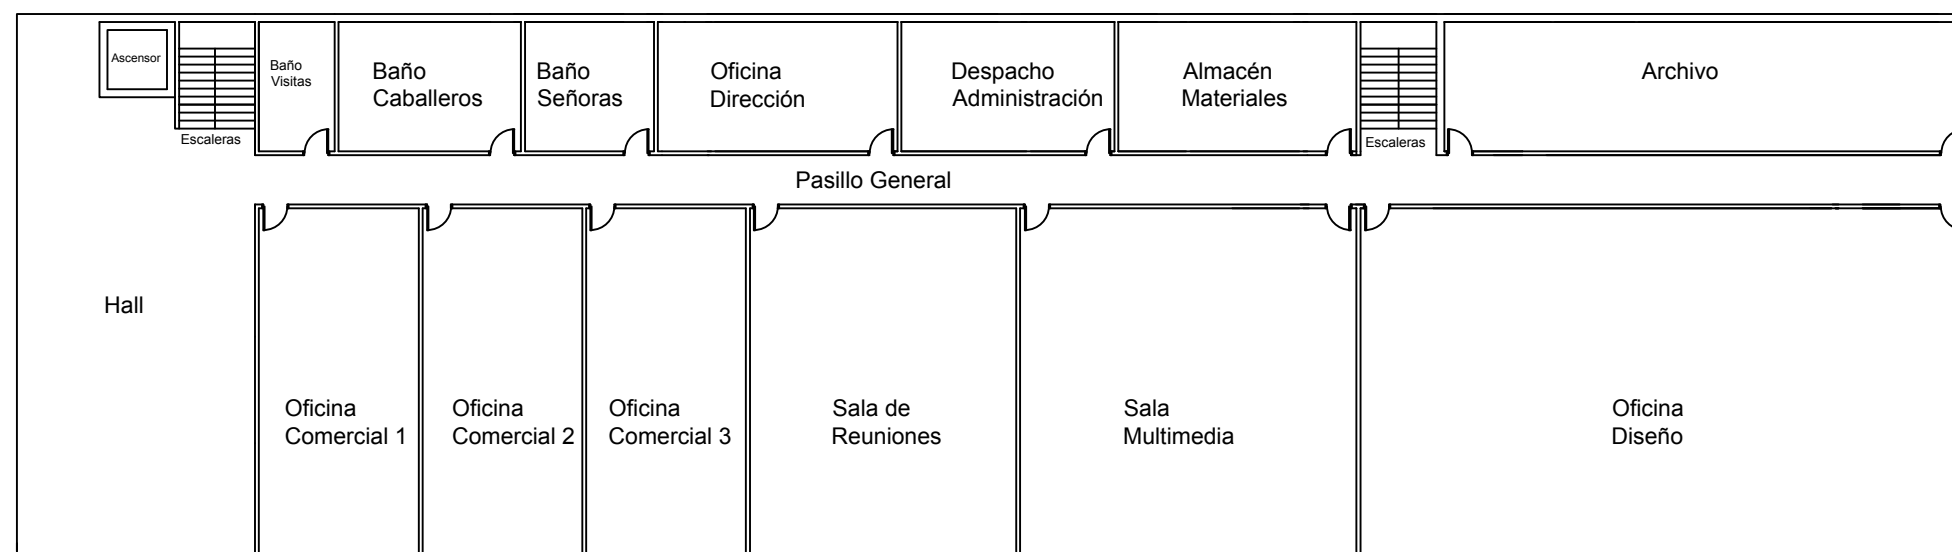 Ascensor
Escaleras
Baño
Visitas
Baño
Caballeros
Baño
Señoras
Oficina
Dirección
Despacho
Administración
Almacén
Materiales
Escaleras
Archivo
Pasillo General
Hall
Oficina
Comercial 1
Oficina
Comercial 2
Oficina
Comercial 3
Sala de
Reuniones
Sala
Multimedia
Oficina
Diseño